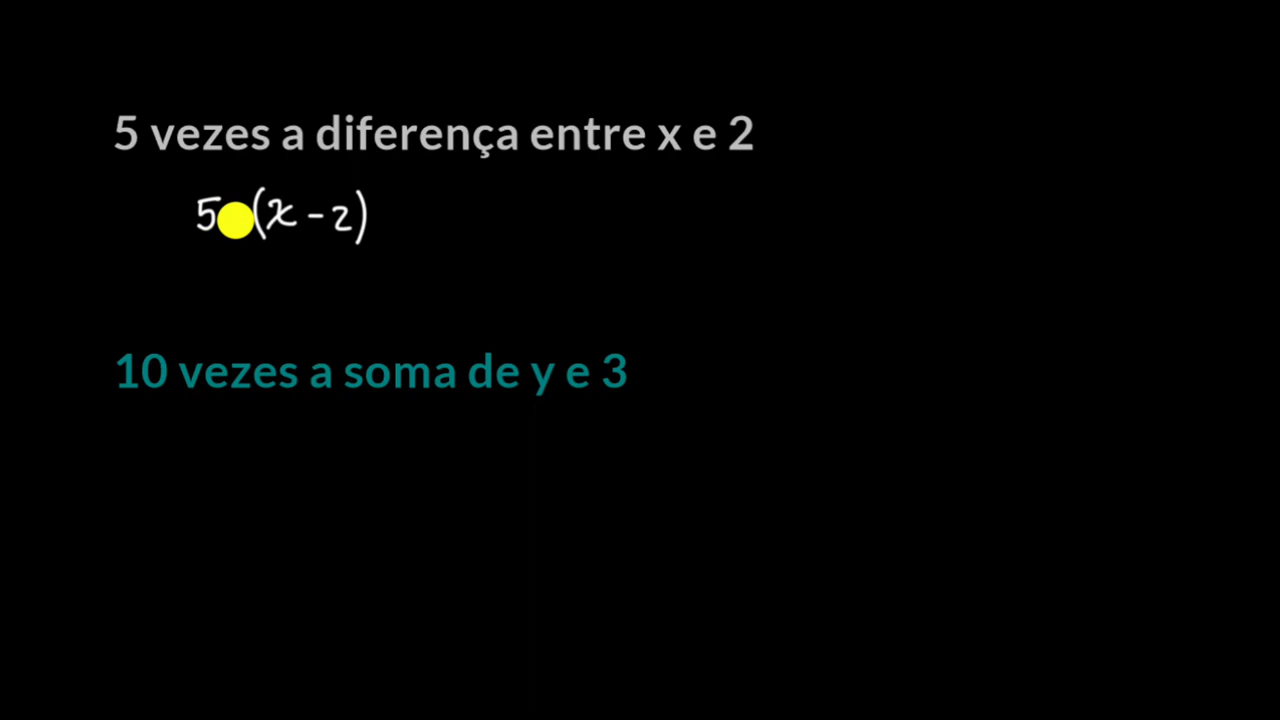 5 vezes a diferença entre x e 2
5 (x - 2)
10 vezes a soma de y e 3